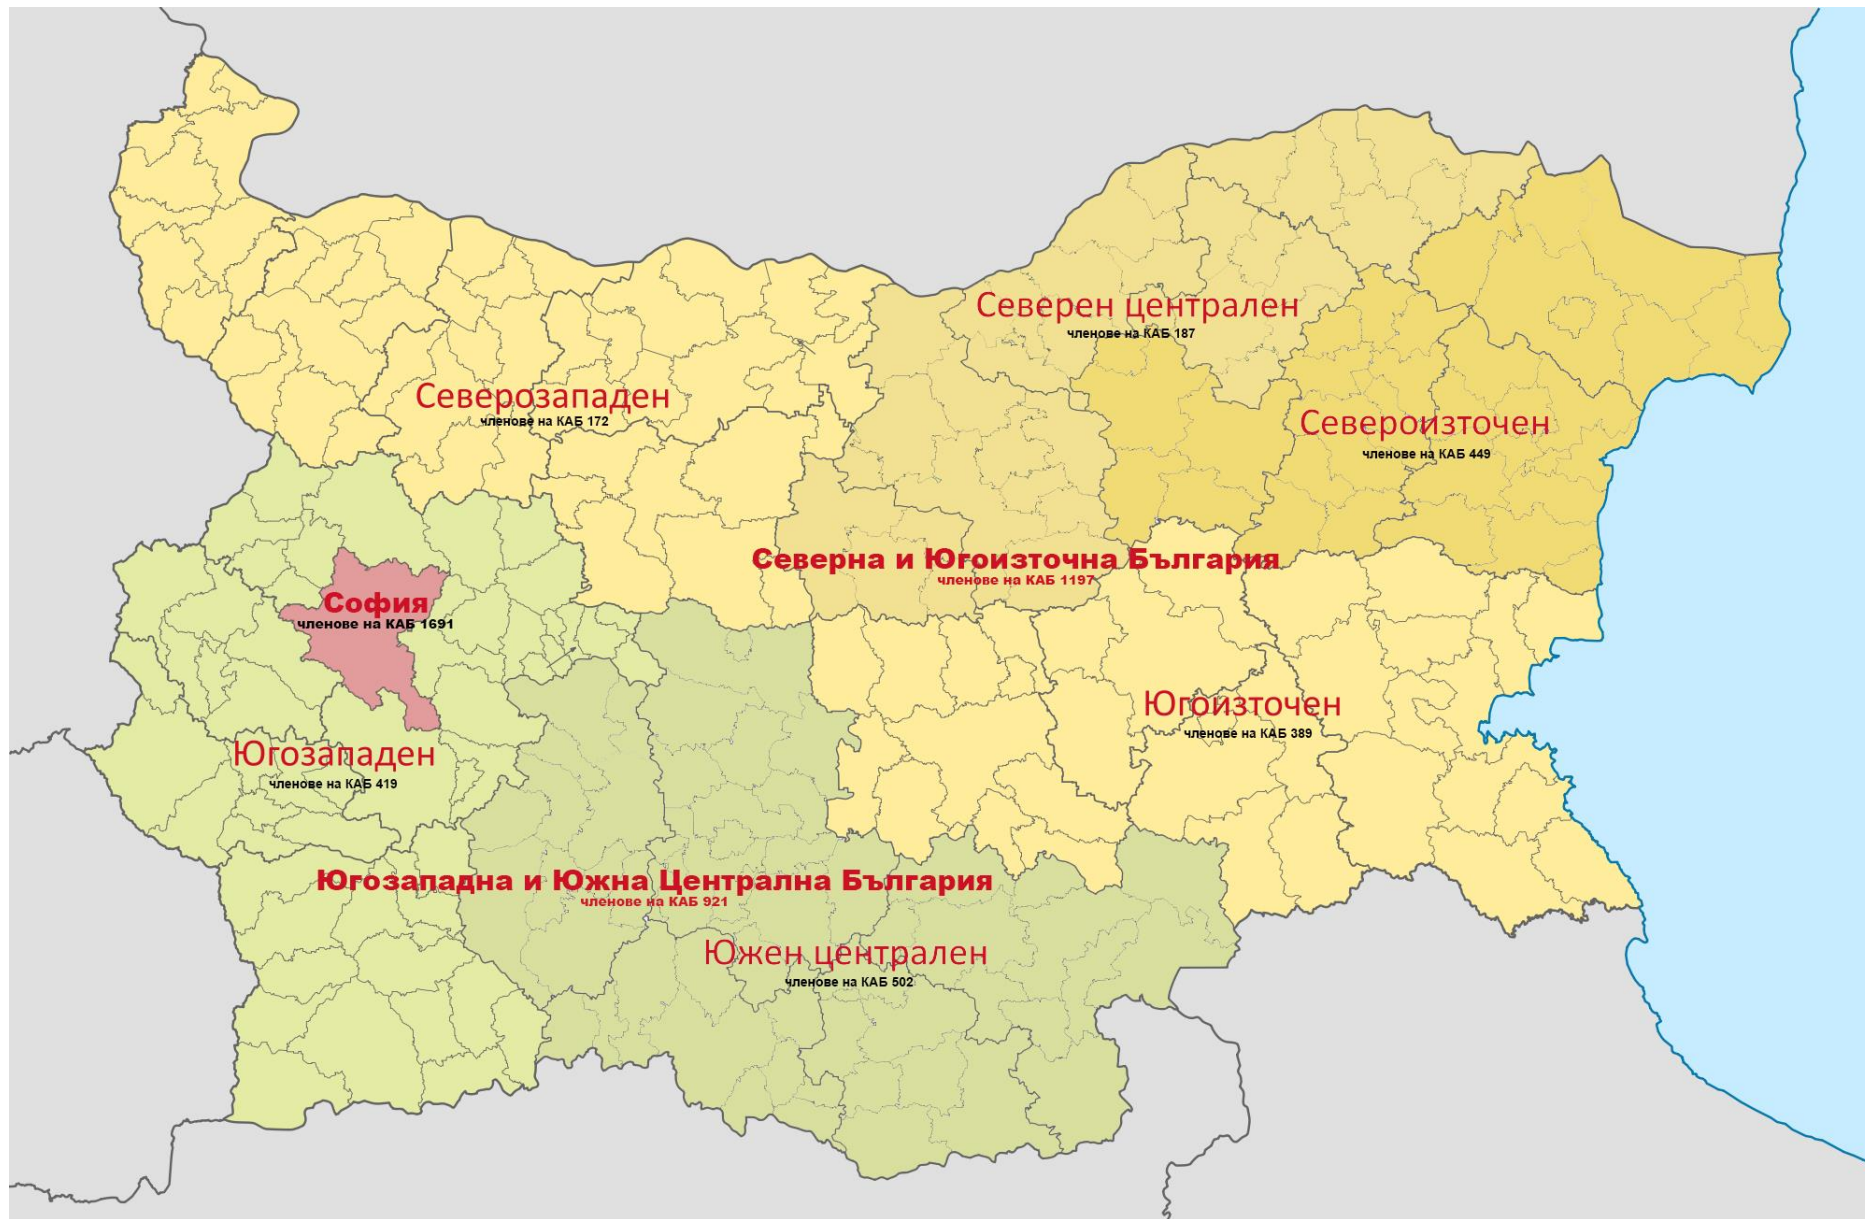 Северен централен
членове на КАБ 187
Северозападен
членове на КАБ 172
Североизточен
членове на КАБ 449
Северна и Югоизточна България
членове на КАБ 1197
София
членове на КАБ 1691
Югоизточен
членове на КАБ 389
Югозападен
членове на КАБ 419
Югозападна и Южна Централна България
членове на КАБ 921
Южен централен
членове на КАБ 502